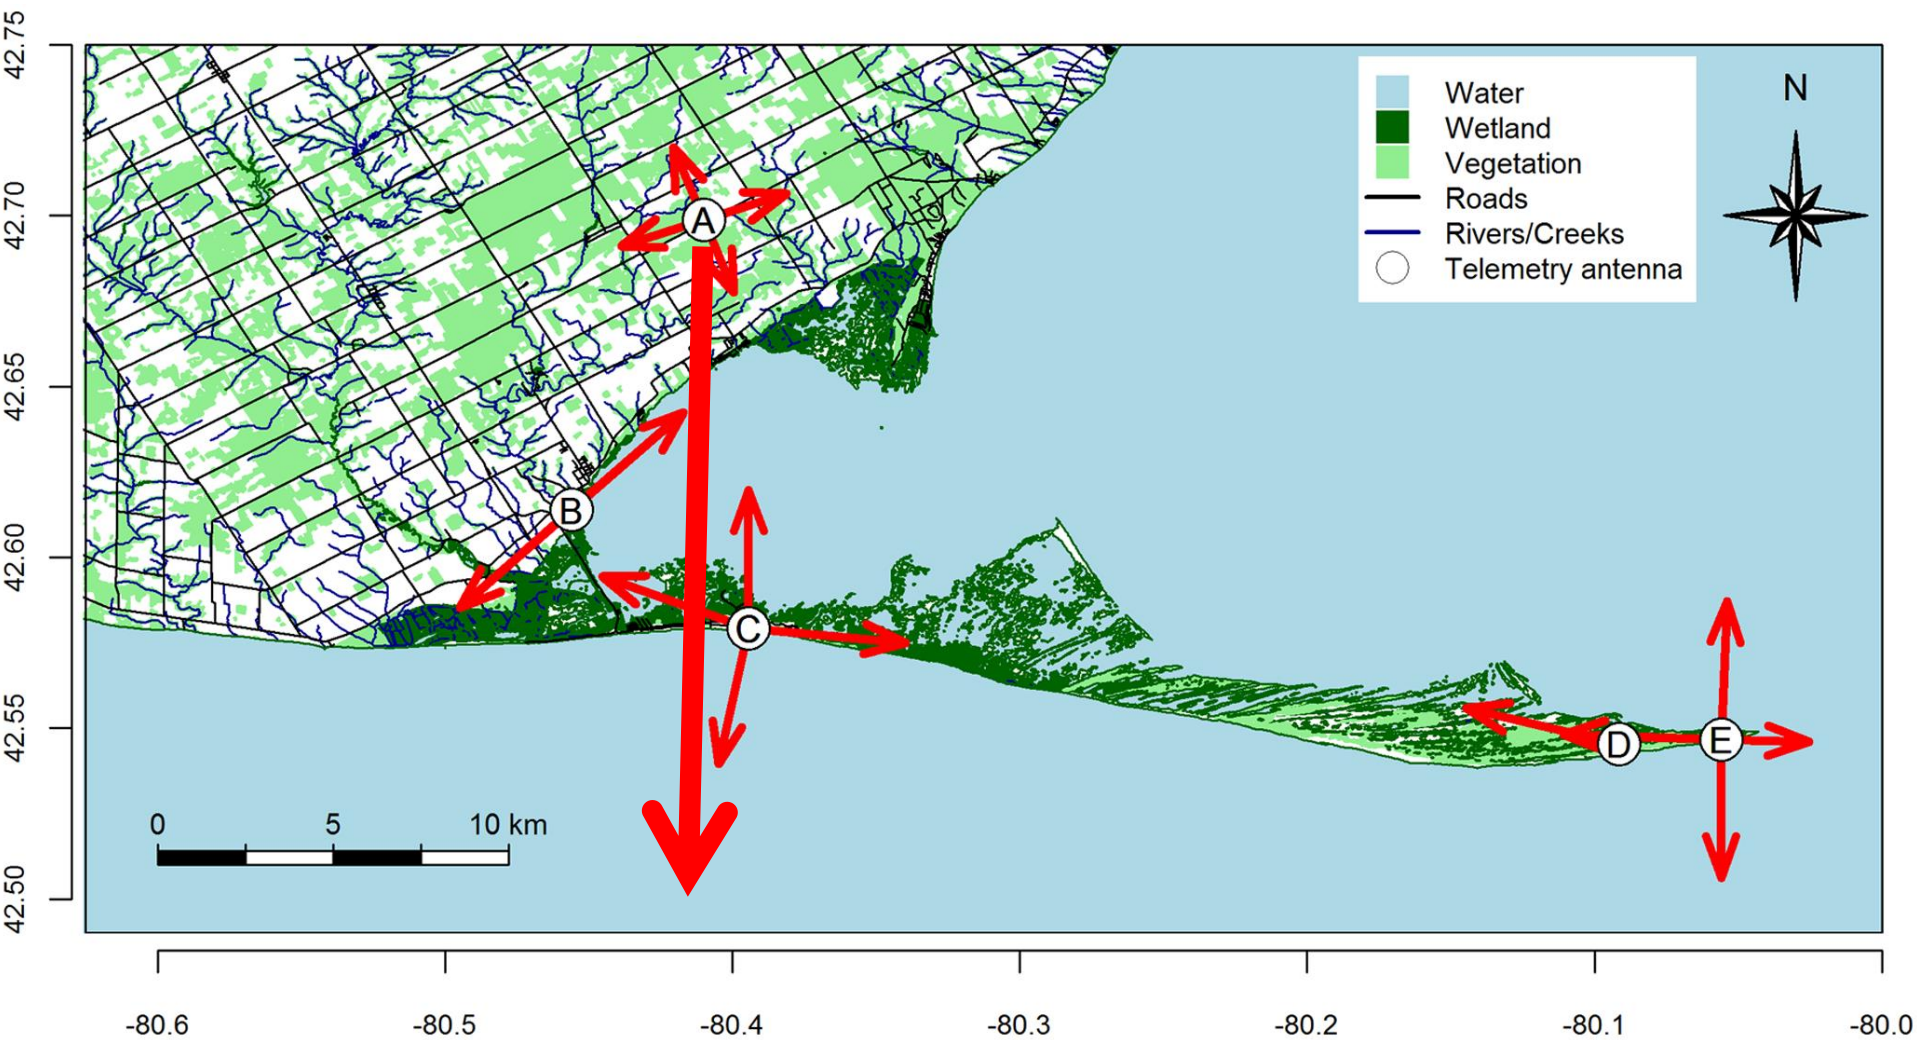 42.75
42.70
42.65
42.60
42.55
42.50
Water
Wetland
Vegetation
Roads
Rivers/Creeks
Telemetry antenna
N
A
B
C
D
E
0 5 10 km
-80.6 -80.5 -80.4 -80.3 -80.2 -80.1 -80.0